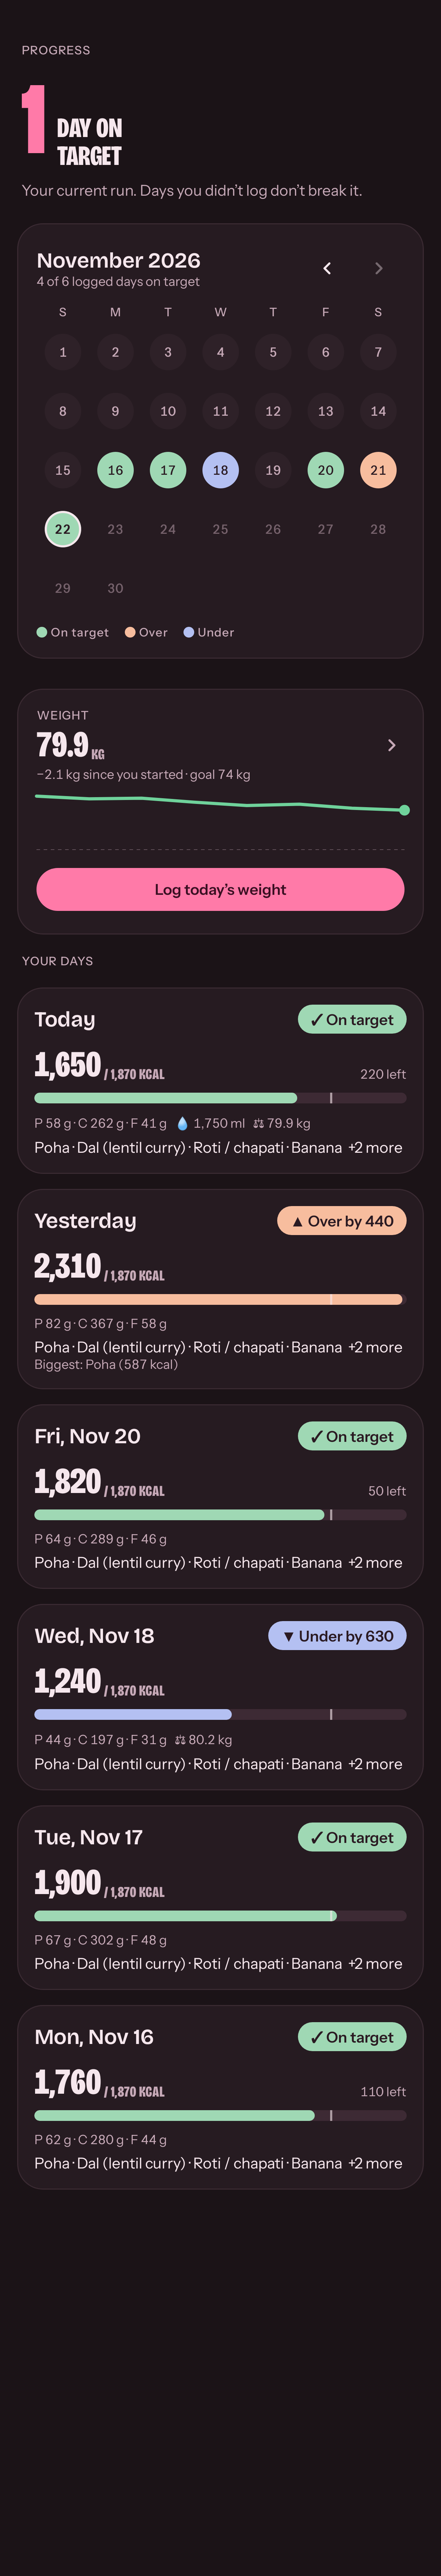 PROGRESS
1 DAY ON
TARGET
Your current run. Days you didn’t log don’t break it.
November 2026
4 of 6 logged days on target
S M T W T F S
1 2 3 4 5 6 7
8 9 10 11 12 13 14
15 16 17 18 19 20 21
22 23 24 25 26 27 28
29 30
On target Over Under
WEIGHT
79.9 KG
−2.1 kg since you started · goal 74 kg
Log today’s weight
YOUR DAYS
Today ✓ On target
1,650 / 1,870 KCAL 220 left
P 58 g · C 262 g · F 41 g 💧 1,750 ml ⚖ 79.9 kg
Poha · Dal (lentil curry) · Roti / chapati · Banana +2 more
Yesterday ▲ Over by 440
2,310 / 1,870 KCAL
P 82 g · C 367 g · F 58 g
Poha · Dal (lentil curry) · Roti / chapati · Banana +2 more
Biggest: Poha (587 kcal)
Fri, Nov 20 ✓ On target
1,820 / 1,870 KCAL 50 left
P 64 g · C 289 g · F 46 g
Poha · Dal (lentil curry) · Roti / chapati · Banana +2 more
Wed, Nov 18 ▼ Under by 630
1,240 / 1,870 KCAL
P 44 g · C 197 g · F 31 g ⚖ 80.2 kg
Poha · Dal (lentil curry) · Roti / chapati · Banana +2 more
Tue, Nov 17 ✓ On target
1,900 / 1,870 KCAL
P 67 g · C 302 g · F 48 g
Poha · Dal (lentil curry) · Roti / chapati · Banana +2 more
Mon, Nov 16 ✓ On target
1,760 / 1,870 KCAL 110 left
P 62 g · C 280 g · F 44 g
Poha · Dal (lentil curry) · Roti / chapati · Banana +2 more